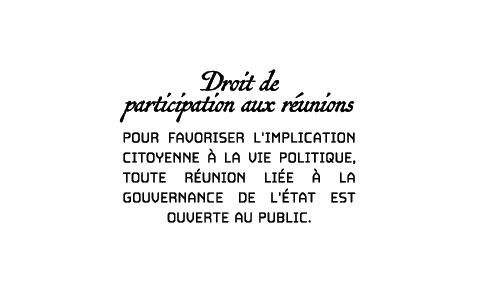 Droit de
participation aux réunions
POUR FAVORISER L'IMPLICATION
CITOYENNE À LA VIE POLITIQUE,
TOUTE RÉUNION LIÉE À LA
GOUVERNANCE DE L'ÉTAT EST
OUVERTE AU PUBLIC.